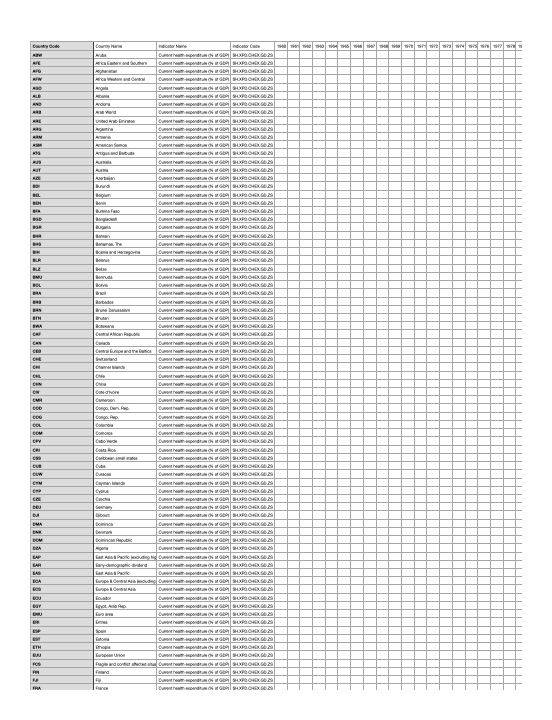 Country Code Country Name Indicator Name Indicator Code 1960 1961 1962 1963 1964 1965 1966 1967 1968 1969 1970 1971 1972 1973 1974 1975 1976 1977 1978
ABW Aruba Current health expenditure (% of GDP) SH.XPD.CHEX.GD.ZS
AFE Africa Eastern and Southern Current health expenditure (% of GDP) SH.XPD.CHEX.GD.ZS
AFG Afghanistan Current health expenditure (% of GDP) SH.XPD.CHEX.GD.ZS
AFW Africa Western and Central Current health expenditure (% of GDP) SH.XPD.CHEX.GD.ZS
AGO Angola Current health expenditure (% of GDP) SH.XPD.CHEX.GD.ZS
ALB Albania Current health expenditure (% of GDP) SH.XPD.CHEX.GD.ZS
AND Andorra Current health expenditure (% of GDP) SH.XPD.CHEX.GD.ZS
ARB Arab World Current health expenditure (% of GDP) SH.XPD.CHEX.GD.ZS
ARE United Arab Emirates Current health expenditure (% of GDP) SH.XPD.CHEX.GD.ZS
ARG Argentina Current health expenditure (% of GDP) SH.XPD.CHEX.GD.ZS
ARM Armenia Current health expenditure (% of GDP) SH.XPD.CHEX.GD.ZS
ASM American Samoa Current health expenditure (% of GDP) SH.XPD.CHEX.GD.ZS
ATG Antigua and Barbuda Current health expenditure (% of GDP) SH.XPD.CHEX.GD.ZS
AUS Australia Current health expenditure (% of GDP) SH.XPD.CHEX.GD.ZS
AUT Austria Current health expenditure (% of GDP) SH.XPD.CHEX.GD.ZS
AZE Azerbaijan Current health expenditure (% of GDP) SH.XPD.CHEX.GD.ZS
BDI Burundi Current health expenditure (% of GDP) SH.XPD.CHEX.GD.ZS
BEL Belgium Current health expenditure (% of GDP) SH.XPD.CHEX.GD.ZS
BEN Benin Current health expenditure (% of GDP) SH.XPD.CHEX.GD.ZS
BFA Burkina Faso Current health expenditure (% of GDP) SH.XPD.CHEX.GD.ZS
BGD Bangladesh Current health expenditure (% of GDP) SH.XPD.CHEX.GD.ZS
BGR Bulgaria Current health expenditure (% of GDP) SH.XPD.CHEX.GD.ZS
BHR Bahrain Current health expenditure (% of GDP) SH.XPD.CHEX.GD.ZS
BHS Bahamas, The Current health expenditure (% of GDP) SH.XPD.CHEX.GD.ZS
BIH Bosnia and Herzegovina Current health expenditure (% of GDP) SH.XPD.CHEX.GD.ZS
BLR Belarus Current health expenditure (% of GDP) SH.XPD.CHEX.GD.ZS
BLZ Belize Current health expenditure (% of GDP) SH.XPD.CHEX.GD.ZS
BMU Bermuda Current health expenditure (% of GDP) SH.XPD.CHEX.GD.ZS
BOL Bolivia Current health expenditure (% of GDP) SH.XPD.CHEX.GD.ZS
BRA Brazil Current health expenditure (% of GDP) SH.XPD.CHEX.GD.ZS
BRB Barbados Current health expenditure (% of GDP) SH.XPD.CHEX.GD.ZS
BRN Brunei Darussalam Current health expenditure (% of GDP) SH.XPD.CHEX.GD.ZS
BTN Bhutan Current health expenditure (% of GDP) SH.XPD.CHEX.GD.ZS
BWA Botswana Current health expenditure (% of GDP) SH.XPD.CHEX.GD.ZS
CAF Central African Republic Current health expenditure (% of GDP) SH.XPD.CHEX.GD.ZS
CAN Canada Current health expenditure (% of GDP) SH.XPD.CHEX.GD.ZS
CEB Central Europe and the Baltics Current health expenditure (% of GDP) SH.XPD.CHEX.GD.ZS
CHE Switzerland Current health expenditure (% of GDP) SH.XPD.CHEX.GD.ZS
CHI Channel Islands Current health expenditure (% of GDP) SH.XPD.CHEX.GD.ZS
CHL Chile Current health expenditure (% of GDP) SH.XPD.CHEX.GD.ZS
CHN China Current health expenditure (% of GDP) SH.XPD.CHEX.GD.ZS
CIV Cote d'Ivoire Current health expenditure (% of GDP) SH.XPD.CHEX.GD.ZS
CMR Cameroon Current health expenditure (% of GDP) SH.XPD.CHEX.GD.ZS
COD Congo, Dem. Rep. Current health expenditure (% of GDP) SH.XPD.CHEX.GD.ZS
COG Congo, Rep. Current health expenditure (% of GDP) SH.XPD.CHEX.GD.ZS
COL Colombia Current health expenditure (% of GDP) SH.XPD.CHEX.GD.ZS
COM Comoros Current health expenditure (% of GDP) SH.XPD.CHEX.GD.ZS
CPV Cabo Verde Current health expenditure (% of GDP) SH.XPD.CHEX.GD.ZS
CRI Costa Rica Current health expenditure (% of GDP) SH.XPD.CHEX.GD.ZS
CSS Caribbean small states Current health expenditure (% of GDP) SH.XPD.CHEX.GD.ZS
CUB Cuba Current health expenditure (% of GDP) SH.XPD.CHEX.GD.ZS
CUW Curacao Current health expenditure (% of GDP) SH.XPD.CHEX.GD.ZS
CYM Cayman Islands Current health expenditure (% of GDP) SH.XPD.CHEX.GD.ZS
CYP Cyprus Current health expenditure (% of GDP) SH.XPD.CHEX.GD.ZS
CZE Czechia Current health expenditure (% of GDP) SH.XPD.CHEX.GD.ZS
DEU Germany Current health expenditure (% of GDP) SH.XPD.CHEX.GD.ZS
DJI Djibouti Current health expenditure (% of GDP) SH.XPD.CHEX.GD.ZS
DMA Dominica Current health expenditure (% of GDP) SH.XPD.CHEX.GD.ZS
DNK Denmark Current health expenditure (% of GDP) SH.XPD.CHEX.GD.ZS
DOM Dominican Republic Current health expenditure (% of GDP) SH.XPD.CHEX.GD.ZS
DZA Algeria Current health expenditure (% of GDP) SH.XPD.CHEX.GD.ZS
EAP East Asia & Pacific (excluding hig Current health expenditure (% of GDP) SH.XPD.CHEX.GD.ZS
EAR Early-demographic dividend Current health expenditure (% of GDP) SH.XPD.CHEX.GD.ZS
EAS East Asia & Pacific Current health expenditure (% of GDP) SH.XPD.CHEX.GD.ZS
ECA Europe & Central Asia (excluding Current health expenditure (% of GDP) SH.XPD.CHEX.GD.ZS
ECS Europe & Central Asia Current health expenditure (% of GDP) SH.XPD.CHEX.GD.ZS
ECU Ecuador Current health expenditure (% of GDP) SH.XPD.CHEX.GD.ZS
EGY Egypt, Arab Rep. Current health expenditure (% of GDP) SH.XPD.CHEX.GD.ZS
EMU Euro area Current health expenditure (% of GDP) SH.XPD.CHEX.GD.ZS
ERI Eritrea Current health expenditure (% of GDP) SH.XPD.CHEX.GD.ZS
ESP Spain Current health expenditure (% of GDP) SH.XPD.CHEX.GD.ZS
EST Estonia Current health expenditure (% of GDP) SH.XPD.CHEX.GD.ZS
ETH Ethiopia Current health expenditure (% of GDP) SH.XPD.CHEX.GD.ZS
EUU European Union Current health expenditure (% of GDP) SH.XPD.CHEX.GD.ZS
FCS Fragile and conflict affected situa Current health expenditure (% of GDP) SH.XPD.CHEX.GD.ZS
FIN Finland Current health expenditure (% of GDP) SH.XPD.CHEX.GD.ZS
FJI Fiji Current health expenditure (% of GDP) SH.XPD.CHEX.GD.ZS
FRA France Current health expenditure (% of GDP) SH.XPD.CHEX.GD.ZS